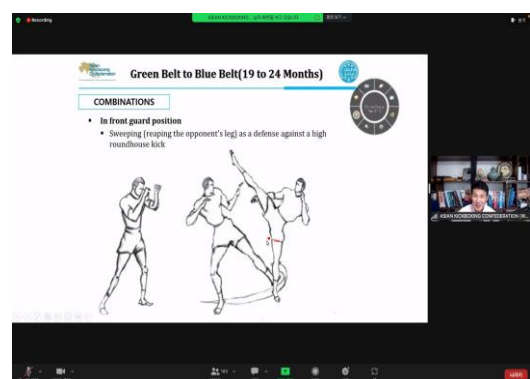 Recording
Green Belt to Blue Belt(19 to 24 Months)
COMBINATIONS
In front guard position
Sweeping (reaping the opponent's leg) as a defense against a high
roundhouse kick
ASIAN KICKBOXING CONFEDERATION